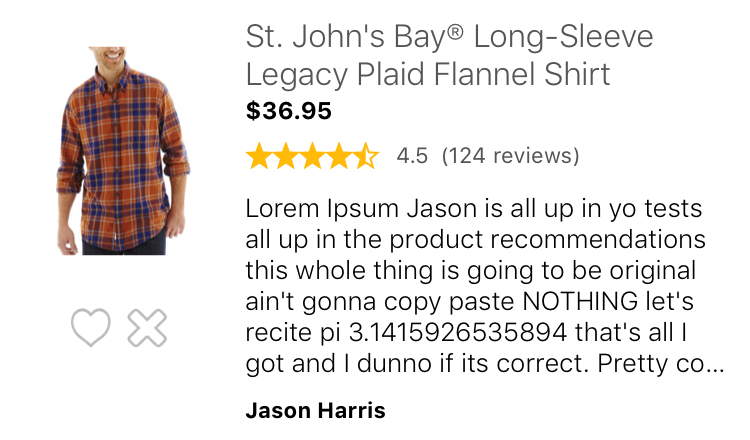 St. John's Bay® Long-Sleeve
Legacy Plaid Flannel Shirt
$36.95
4.5 (124 reviews)
Lorem Ipsum Jason is all up in yo tests
all up in the product recommendations
this whole thing is going to be original
ain't gonna copy paste NOTHING let's
recite pi 3.1415926535894 that's all I
got and I dunno if its correct. Pretty co...
Jason Harris